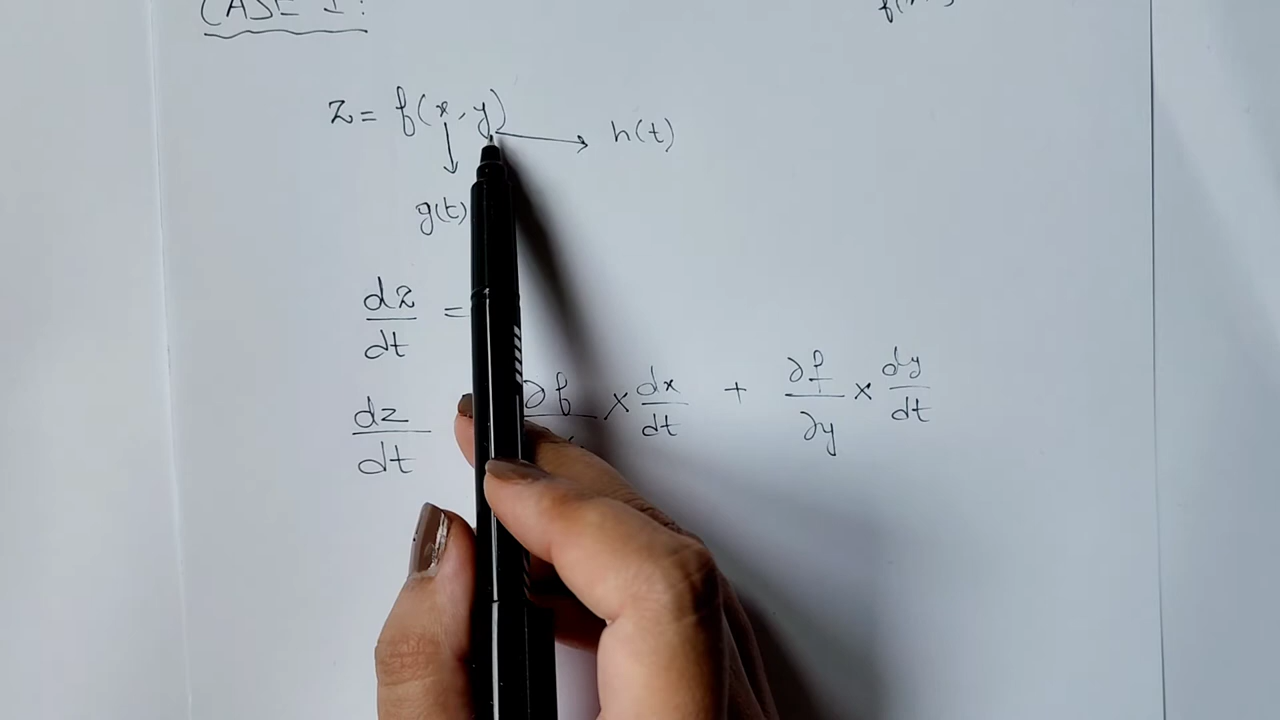 CASE 1:
z = f(x, y) → h(t)
↓
g(t)
dz/dt =
dz/dt ∂f × dx/dt + ∂f/∂y × dy/dt